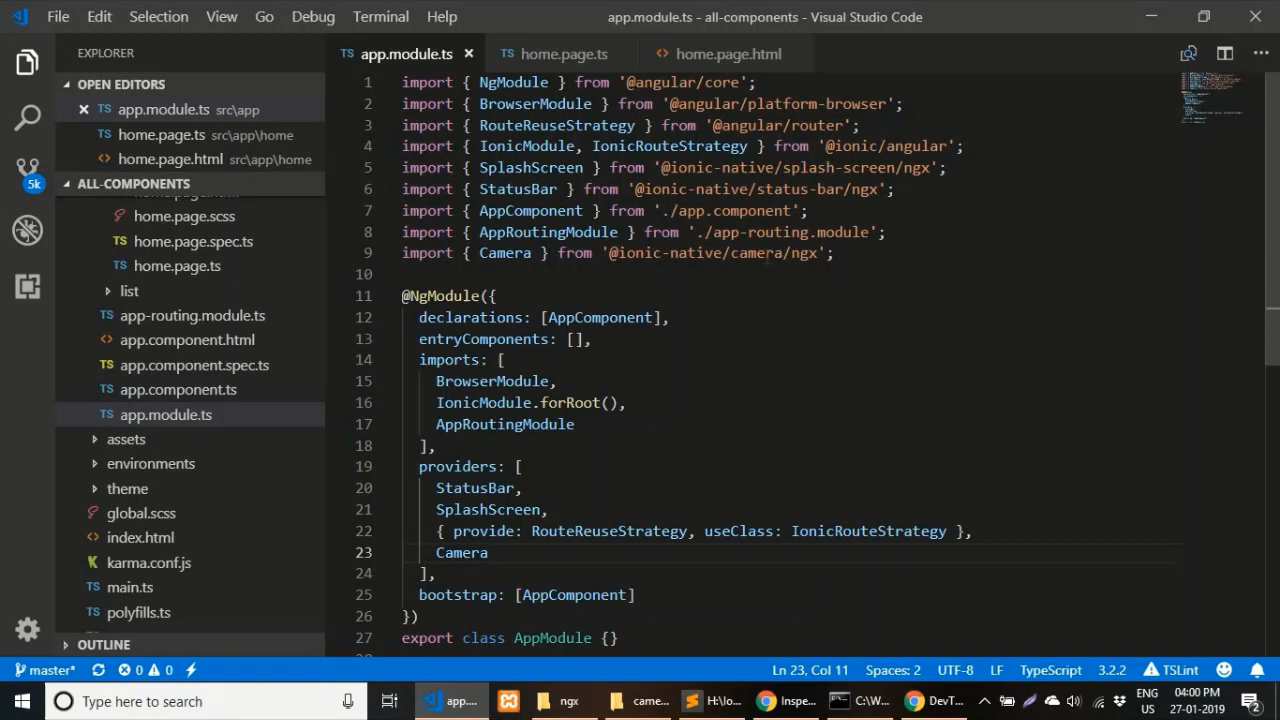 File Edit Selection View Go Debug Terminal Help app.module.ts - all-components - Visual Studio Code
EXPLORER
OPEN EDITORS
app.module.ts src\app
home.page.ts src\app\home
home.page.html src\app\home
ALL-COMPONENTS
home.page.scss
home.page.spec.ts
home.page.ts
list
app-routing.module.ts
app.component.html
app.component.spec.ts
app.component.ts
app.module.ts
assets
environments
theme
global.scss
index.html
karma.conf.js
main.ts
polyfills.ts
OUTLINE
5k
TS app.module.ts TS home.page.ts home.page.html
1 import { NgModule } from '@angular/core';
2 import { BrowserModule } from '@angular/platform-browser';
3 import { RouteReuseStrategy } from '@angular/router';
4 import { IonicModule, IonicRouteStrategy } from '@ionic/angular';
5 import { SplashScreen } from '@ionic-native/splash-screen/ngx';
6 import { StatusBar } from '@ionic-native/status-bar/ngx';
7 import { AppComponent } from './app.component';
8 import { AppRoutingModule } from './app-routing.module';
9 import { Camera } from '@ionic-native/camera/ngx';
10
11 @NgModule({
12 declarations: [AppComponent],
13 entryComponents: [],
14 imports: [
15 BrowserModule,
16 IonicModule.forRoot(),
17 AppRoutingModule
18 ],
19 providers: [
20 StatusBar,
21 SplashScreen,
22 { provide: RouteReuseStrategy, useClass: IonicRouteStrategy },
23 Camera
24 ],
25 bootstrap: [AppComponent]
26 })
27 export class AppModule {}
master* 0 0 Ln 23, Col 11 Spaces: 2 UTF-8 LF TypeScript 3.2.2 TSLint
Type here to search app.... ngx came... H:\Io... Inspe... C:\W... DevT... ENG US 04:00 PM 27-01-2019 2